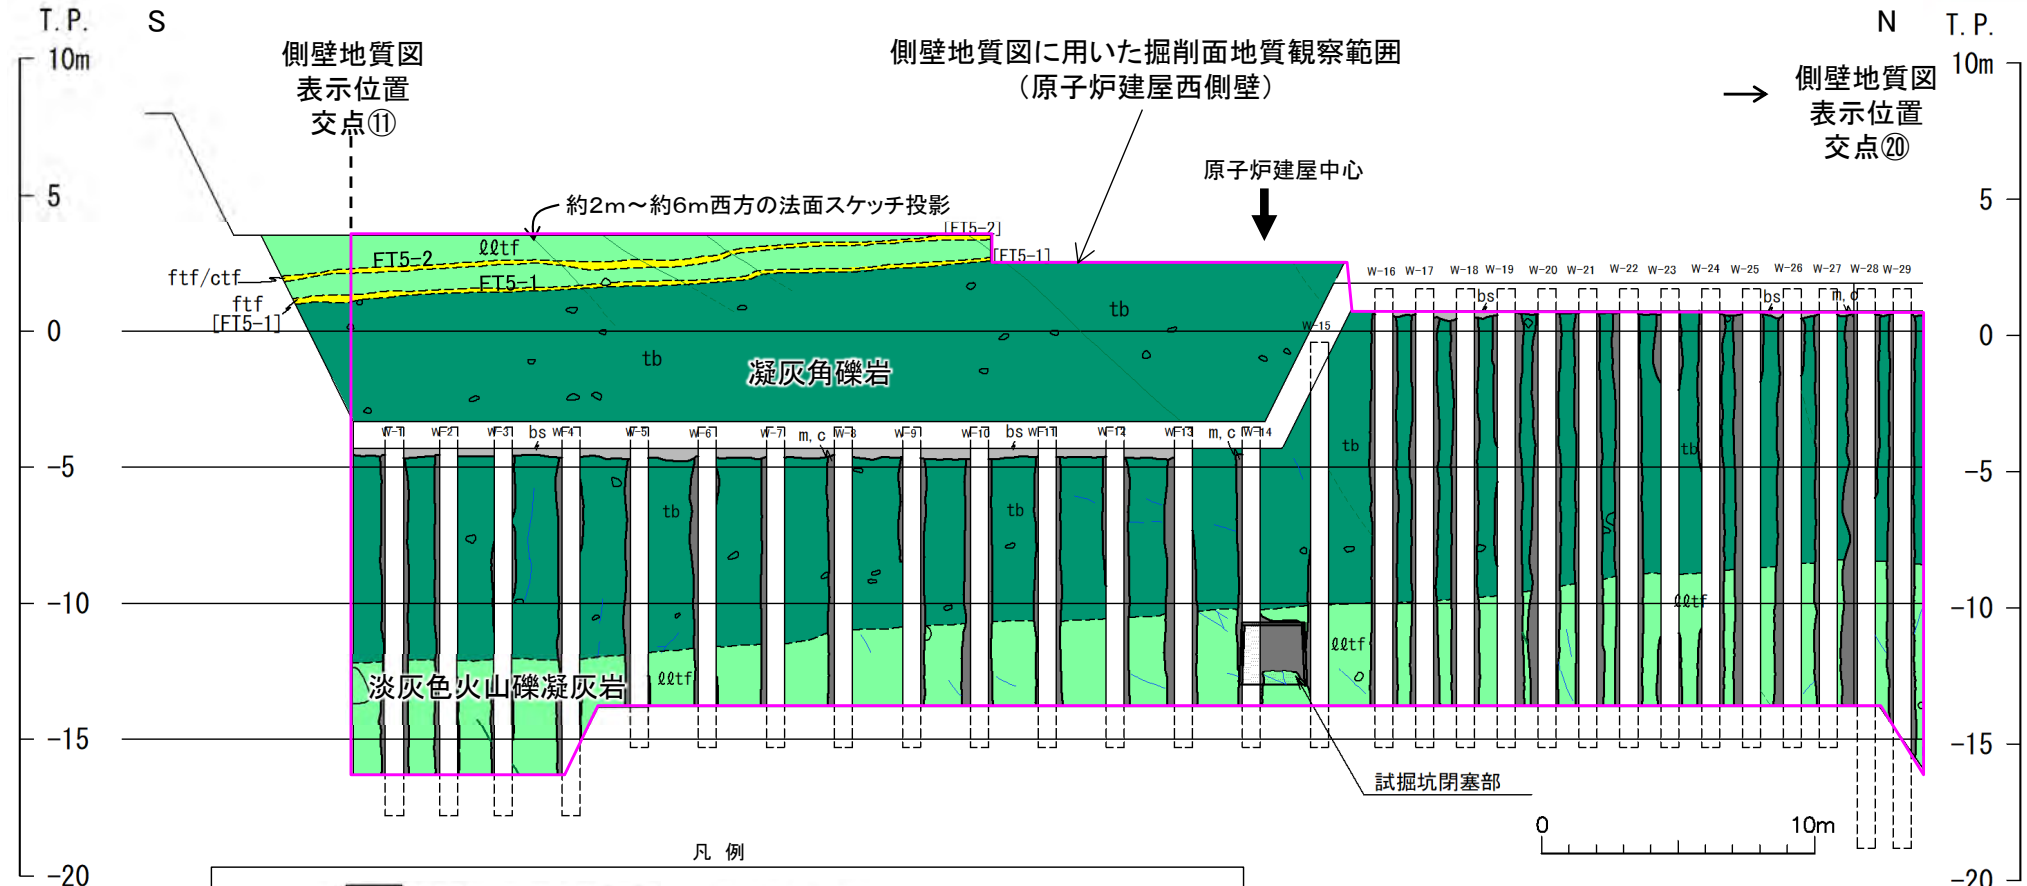 T.P.
S
N
T.P.
10m
5
0
-5
-10
-15
-20
10m
5
0
-5
-10
-15
-20
側壁地質図
表示位置
交点⑪
側壁地質図に用いた掘削面地質観察範囲
(原子炉建屋西側壁)
→
側壁地質図
表示位置
交点⑳
原子炉建屋中心
約2m～約6m西方の法面スケッチ投影
[FT5-2]
[FT5-1]
ℓℓtf
FT5-2
FT5-1
ftf/ctf
ftf
[FT5-1]
tb
tb
凝灰角礫岩
W-15
W-16 W-17 W-18 W-19 W-20 W-21 W-22 W-23 W-24 W-25 W-26 W-27 W-28 W-29
bs
bs
m,c
W-1 W-2 W-3 bs W-4 W-5 W-6 W-7 m,c W-8 W-9 W-10 bs W-11 W-12 W-13 m,c W-14
tb
tb
tb
tb
ℓℓtf
ℓℓtf
ℓℓtf
淡灰色火山礫凝灰岩
試掘坑閉塞部
0 10m
凡 例